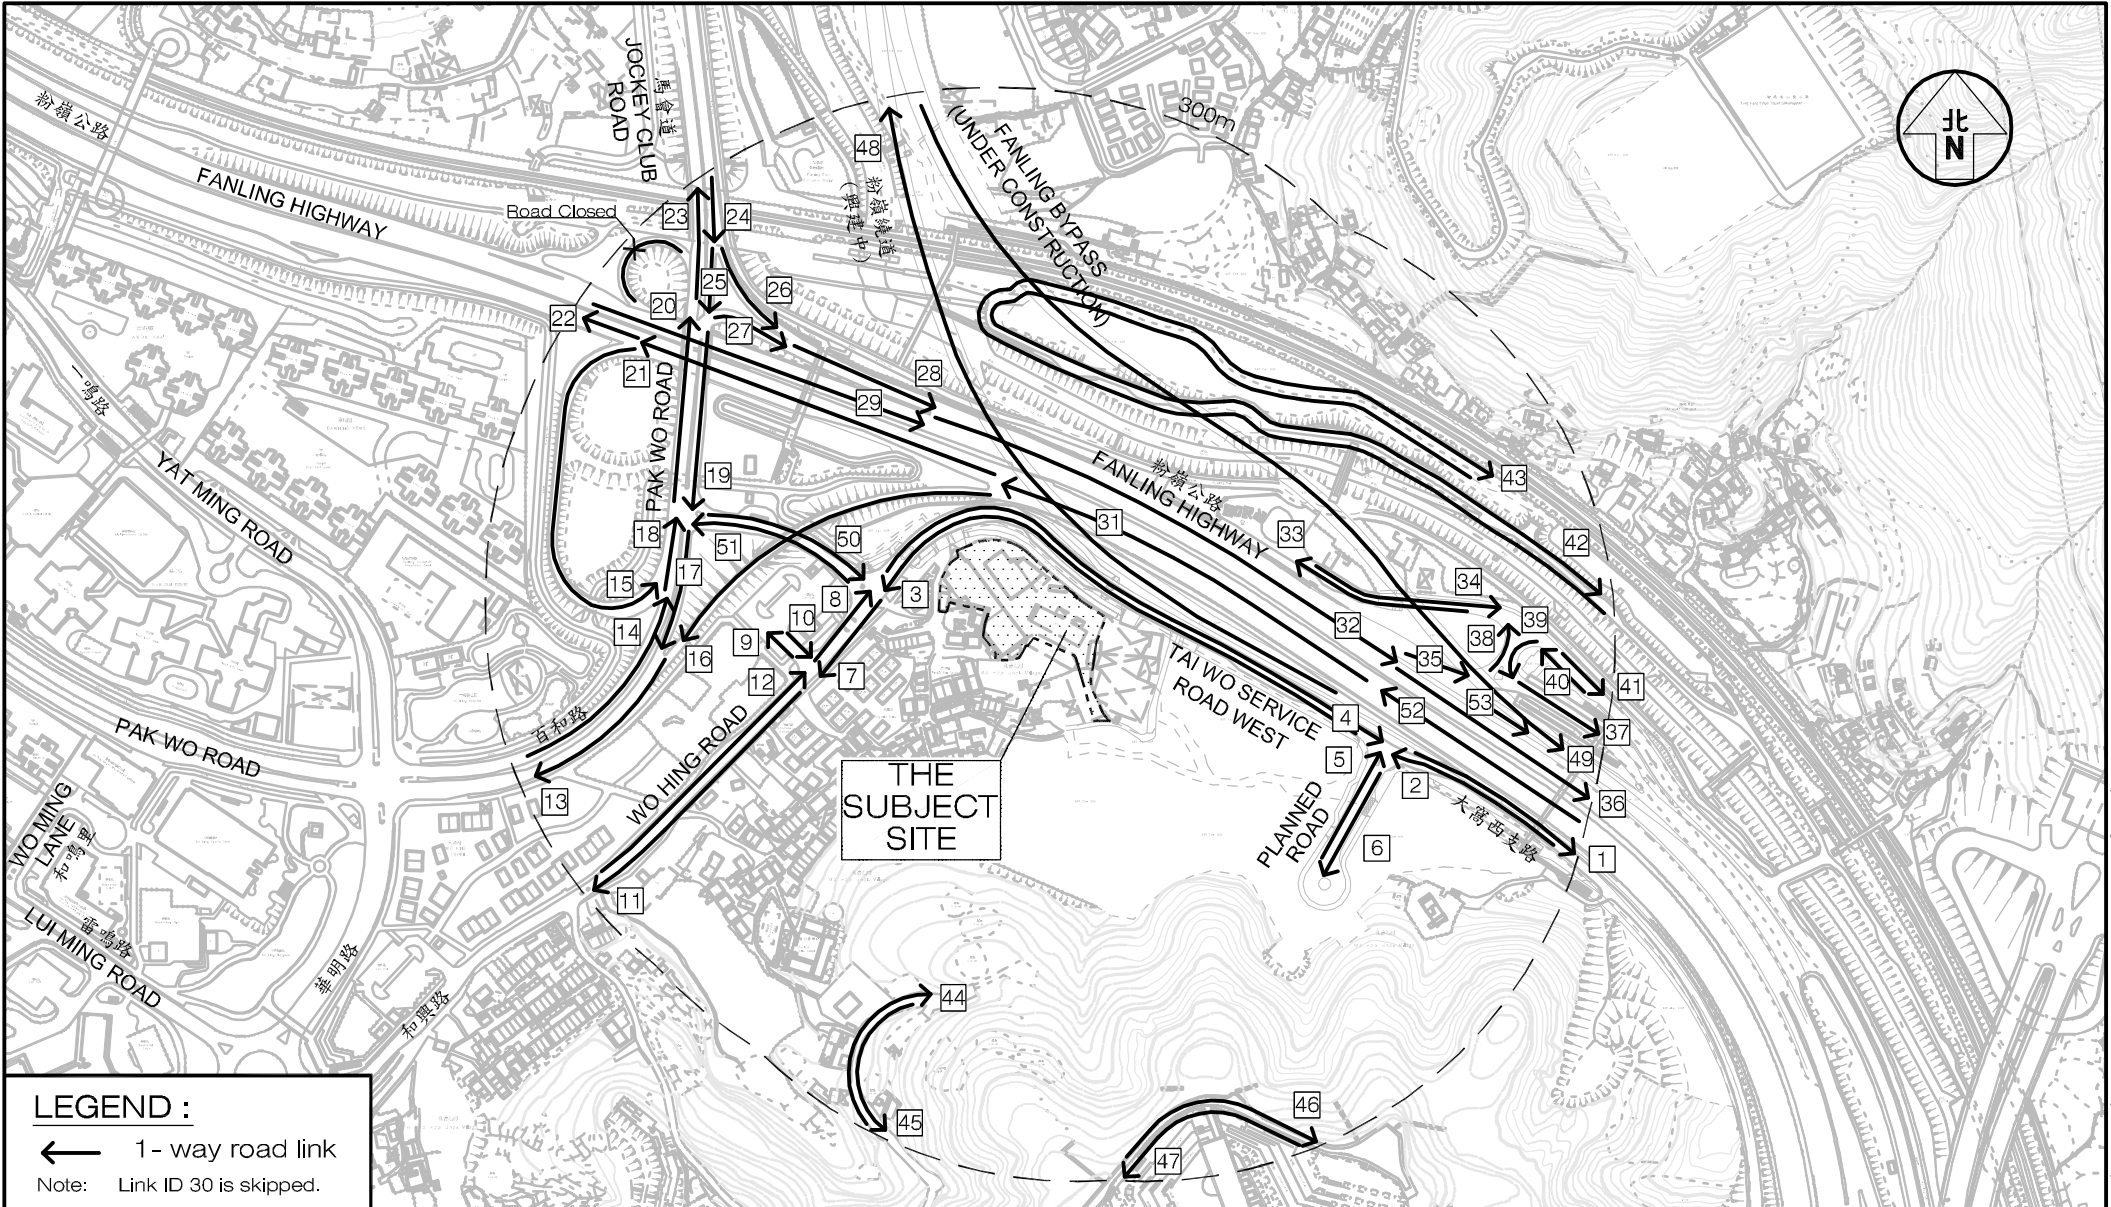 粉嶺公路
FANLING HIGHWAY
JOCKEY CLUB
ROAD
馬會道
Road Closed
23
24
25
26
20
27
22
21
28
29
48
粉嶺繞道
(興建中)
FANLING BYPASS
(UNDER CONSTRUCTION)
300m
北
N
一鳴路
YAT MING ROAD
PAK WO ROAD
19
18
17
51
50
15
14
16
8
3
10
9
12
7
31
粉嶺公路
FANLING HIGHWAY
33
34
43
42
32
35
38
39
40
41
53
52
37
49
36
TAI WO SERVICE
ROAD WEST
4
5
2
大窩西支路
1
6
PLANNED
ROAD
百和路
PAK WO ROAD
13
WO HING ROAD
11
THE
SUBJECT
SITE
WO MING
LANE
和鳴里
雷鳴路
LUI MING ROAD
華明路
和興路
44
45
46
47
LEGEND :
1- way road link
Note: Link ID 30 is skipped.